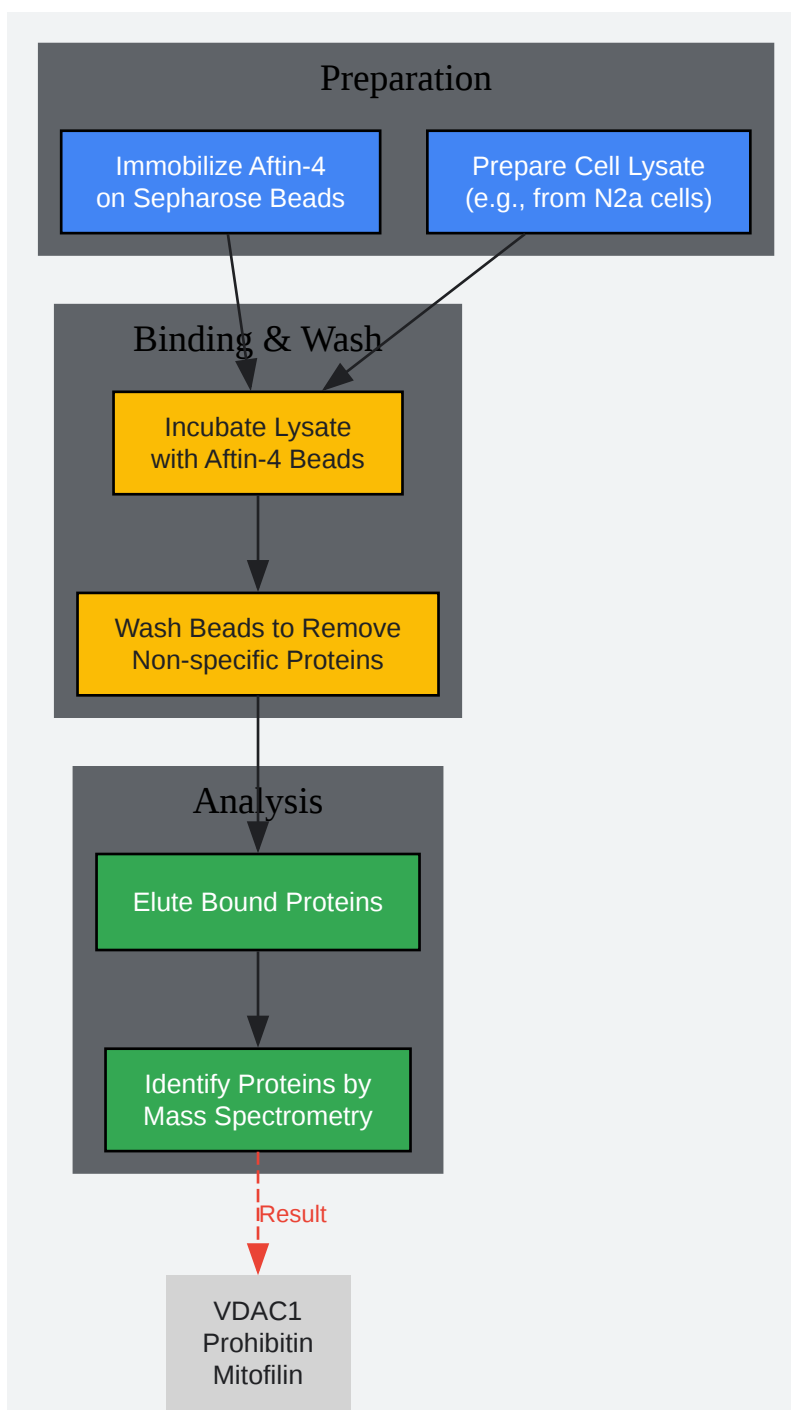 Preparation
Immobilize Aftin-4
on Sepharose Beads
Prepare Cell Lysate
(e.g., from N2a cells)
Binding & Wash
Incubate Lysate
with Aftin-4 Beads
Wash Beads to Remove
Non-specific Proteins
Analysis
Elute Bound Proteins
Identify Proteins by
Mass Spectrometry
Result
VDAC1
Prohibitin
Mitofilin